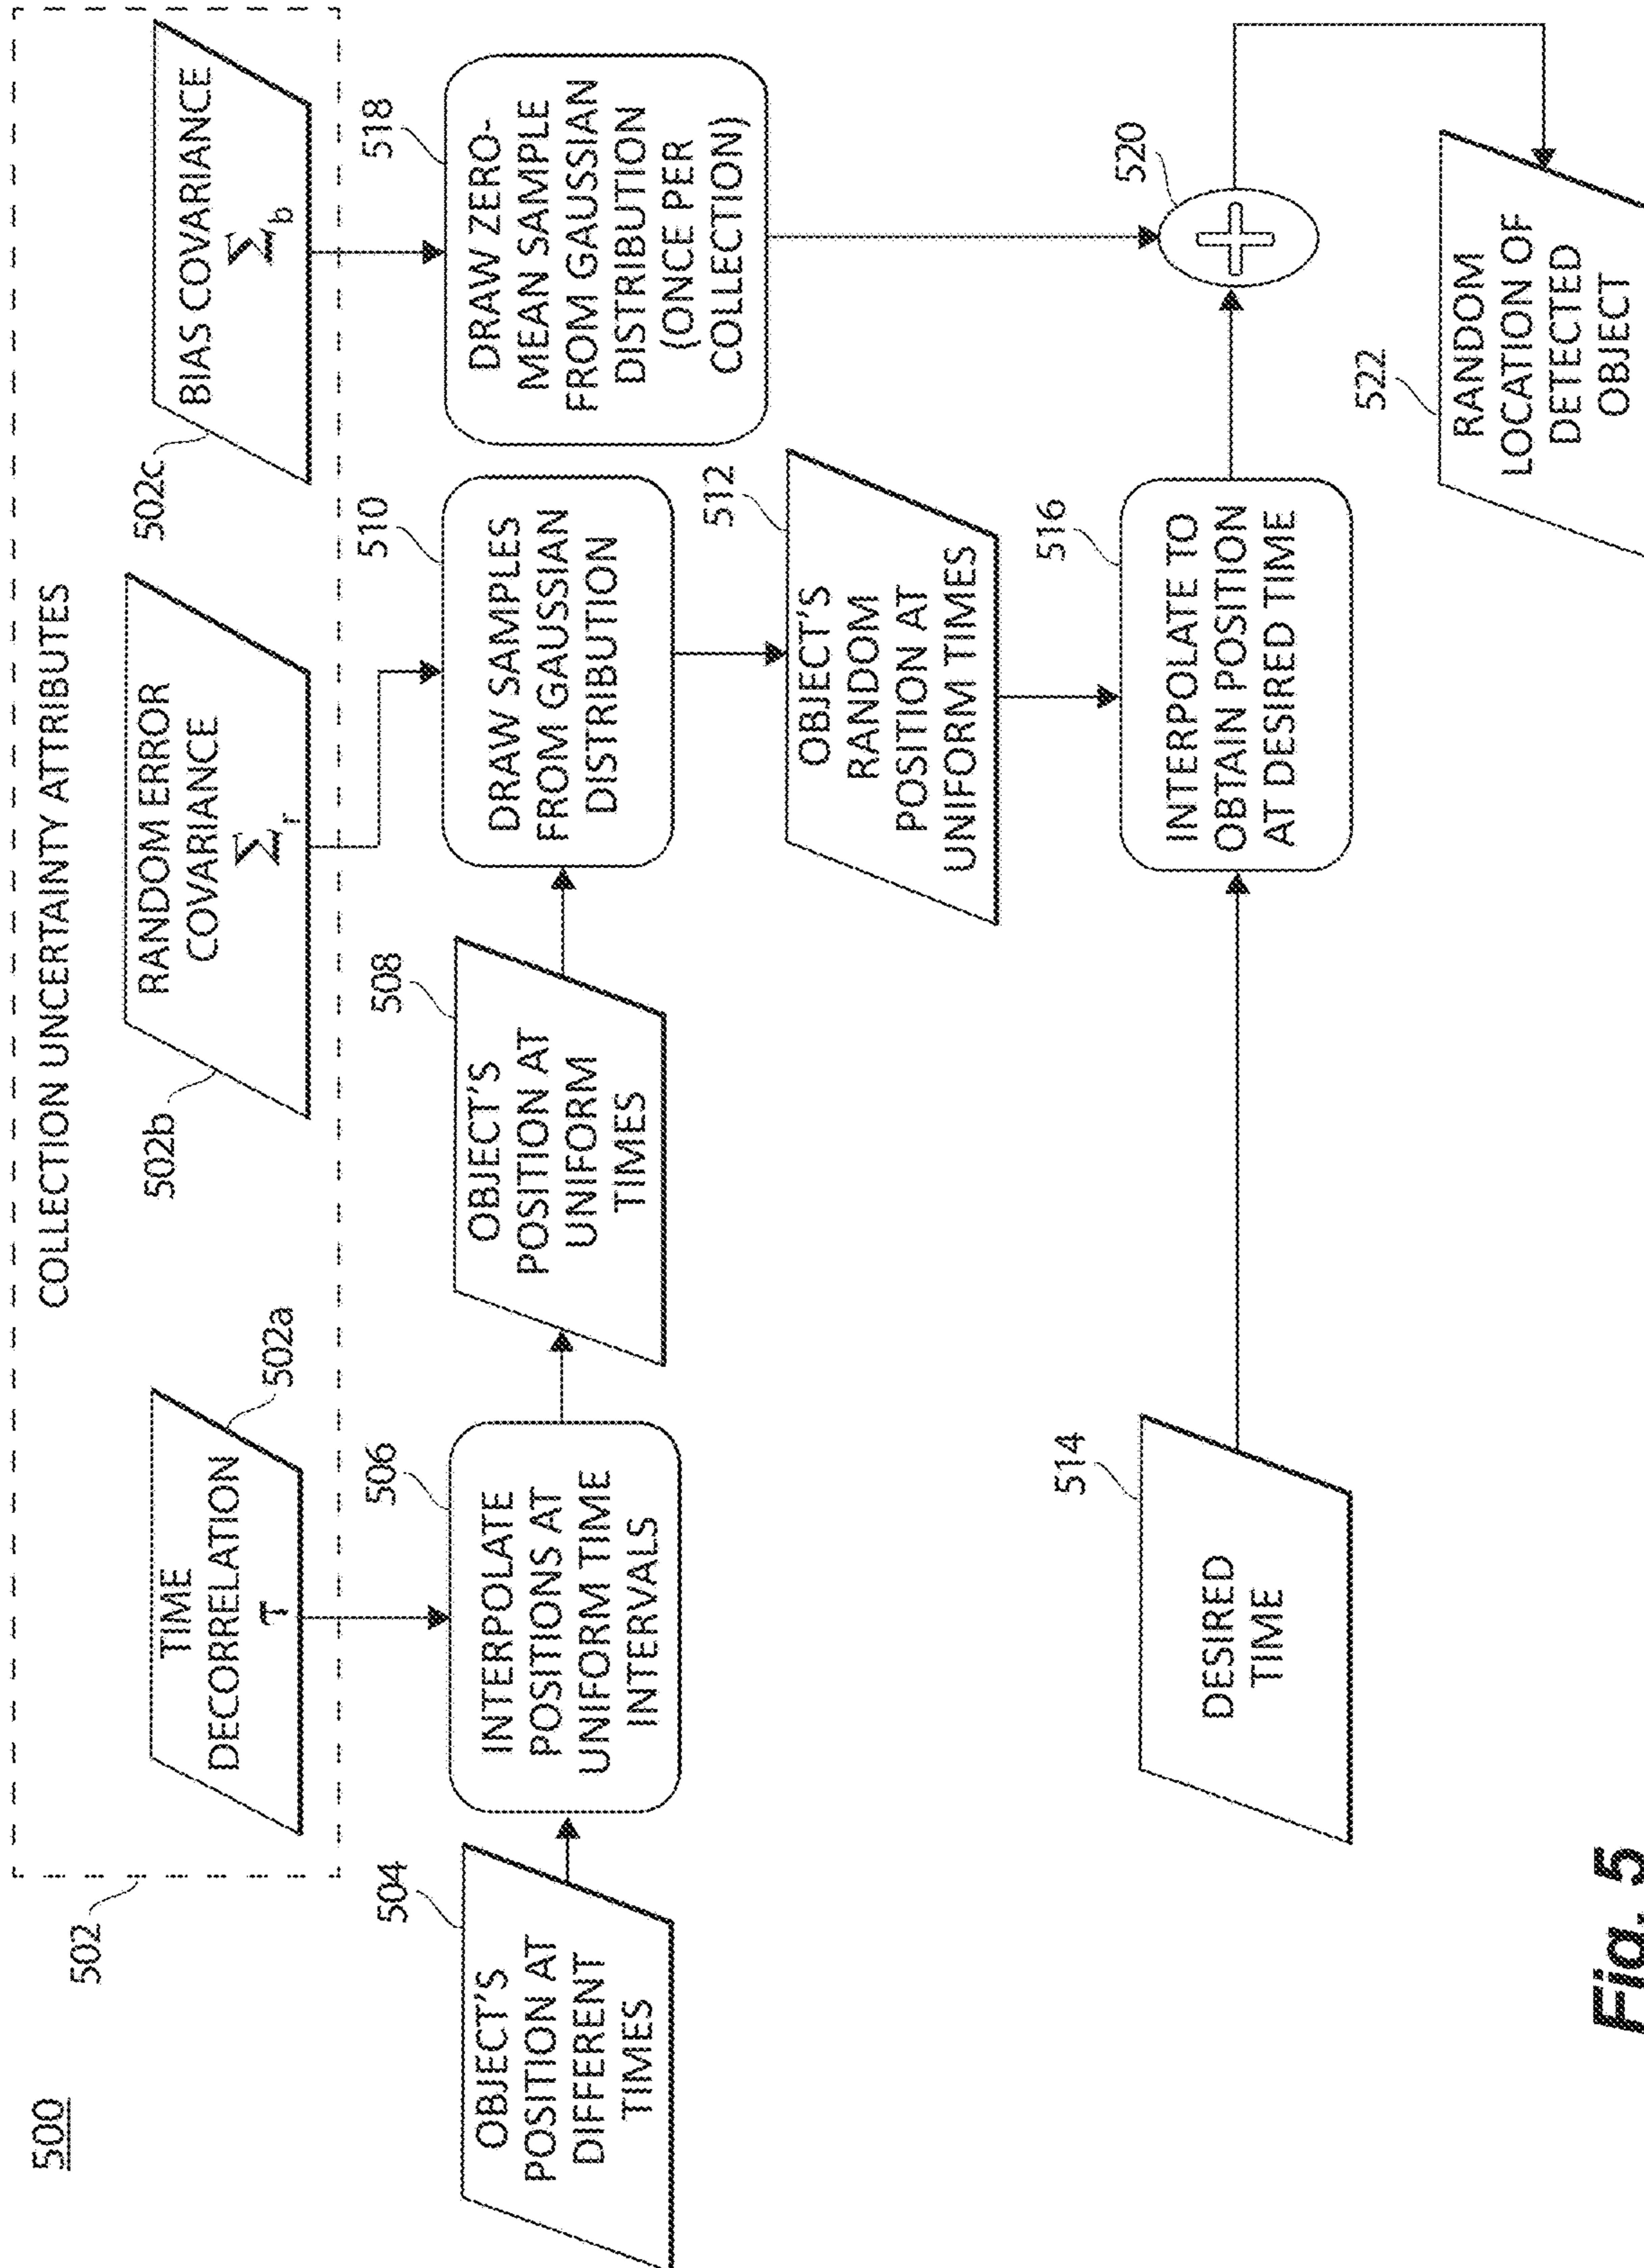 500
502
COLLECTION UNCERTAINTY ATTRIBUTES
TIME
DECORRELATION
τ
502a
RANDOM ERROR
COVARIANCE
Σr
502b
BIAS COVARIANCE
Σb
502c
504
OBJECT'S
POSITION AT
DIFFERENT
TIMES
506
INTERPOLATE
POSITIONS AT
UNIFORM TIME
INTERVALS
508
OBJECT'S
POSITION AT
UNIFORM
TIMES
510
DRAW SAMPLES
FROM GAUSSIAN
DISTRIBUTION
518
DRAW ZERO-
MEAN SAMPLE
FROM GAUSSIAN
DISTRIBUTION
(ONCE PER
COLLECTION)
512
OBJECT'S
RANDOM
POSITION AT
UNIFORM TIMES
514
DESIRED
TIME
516
INTERPOLATE TO
OBTAIN POSITION
AT DESIRED TIME
520
+
522
RANDOM
LOCATION OF
DETECTED
OBJECT
Fig. 5